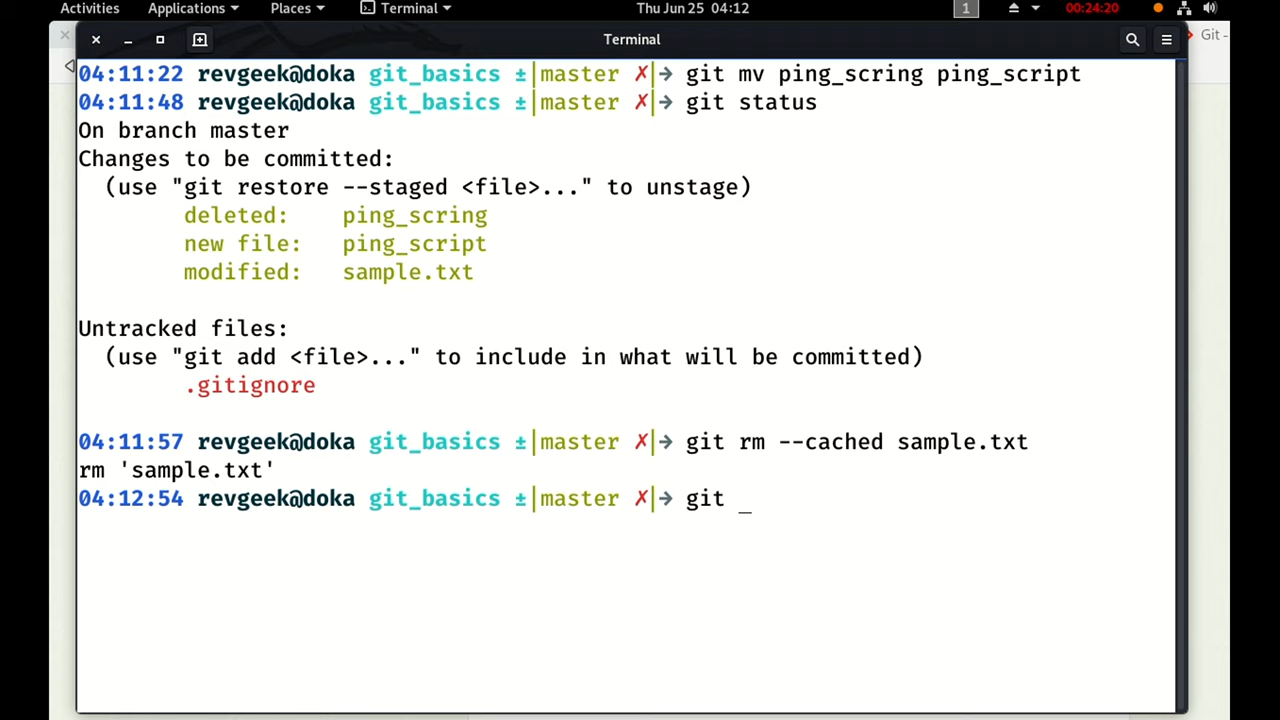 Activities Applications Places Terminal Thu Jun 25 04:12 1 00:24:20
Terminal
Git -
04:11:22 revgeek@doka git_basics ±|master ✗|→ git mv ping_scring ping_script
04:11:48 revgeek@doka git_basics ±|master ✗|→ git status
On branch master
Changes to be committed:
  (use "git restore --staged <file>..." to unstage)
        deleted:    ping_scring
        new file:   ping_script
        modified:   sample.txt
Untracked files:
  (use "git add <file>..." to include in what will be committed)
        .gitignore
04:11:57 revgeek@doka git_basics ±|master ✗|→ git rm --cached sample.txt
rm 'sample.txt'
04:12:54 revgeek@doka git_basics ±|master ✗|→ git _